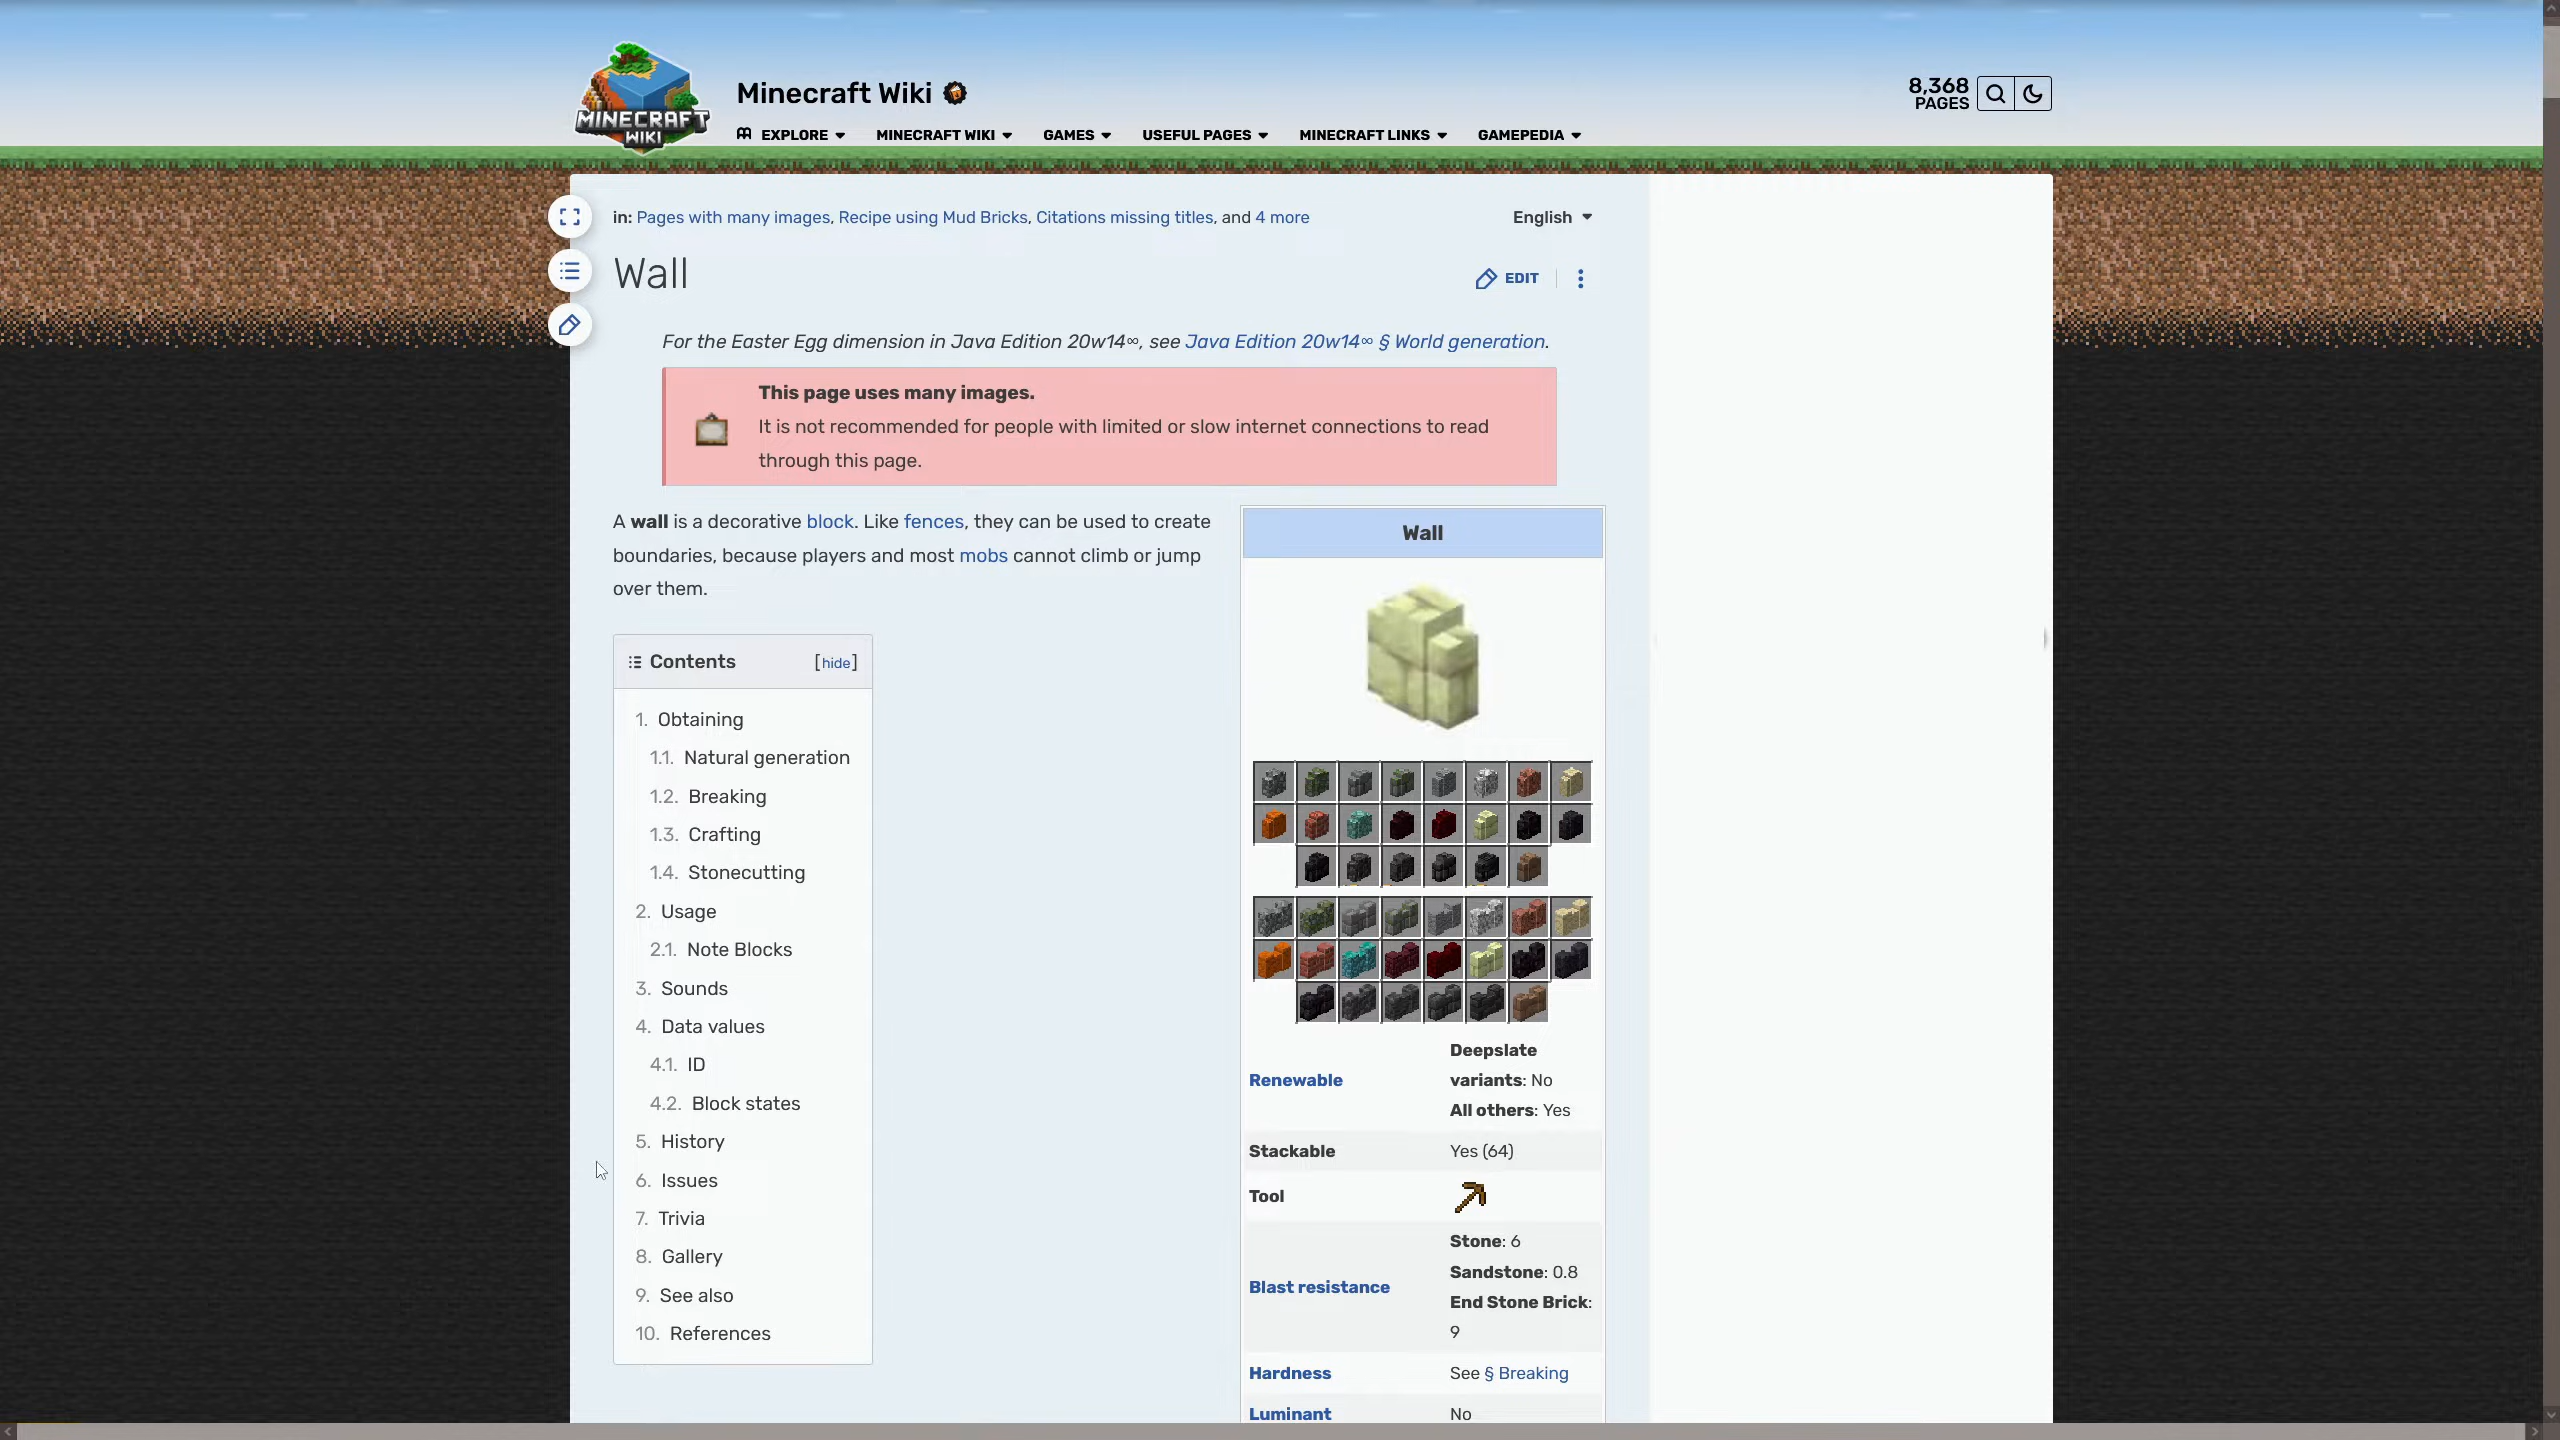 MINECRAFT
WIKI
Minecraft Wiki
8,368
PAGES
EXPLORE
MINECRAFT WIKI
GAMES
USEFUL PAGES
MINECRAFT LINKS
GAMEPEDIA
in: Pages with many images, Recipe using Mud Bricks, Citations missing titles, and 4 more
English
Wall
EDIT
For the Easter Egg dimension in Java Edition 20w14∞, see Java Edition 20w14∞ § World generation.
This page uses many images.
It is not recommended for people with limited or slow internet connections to read
through this page.
A wall is a decorative block. Like fences, they can be used to create
boundaries, because players and most mobs cannot climb or jump
over them.
Contents [hide]
1. Obtaining
1.1. Natural generation
1.2. Breaking
1.3. Crafting
1.4. Stonecutting
2. Usage
2.1. Note Blocks
3. Sounds
4. Data values
4.1. ID
4.2. Block states
5. History
6. Issues
7. Trivia
8. Gallery
9. See also
10. References
Wall
Renewable
Deepslate
variants: No
All others: Yes
Stackable
Yes (64)
Tool
Blast resistance
Stone: 6
Sandstone: 0.8
End Stone Brick:
9
Hardness
See § Breaking
Luminant
No